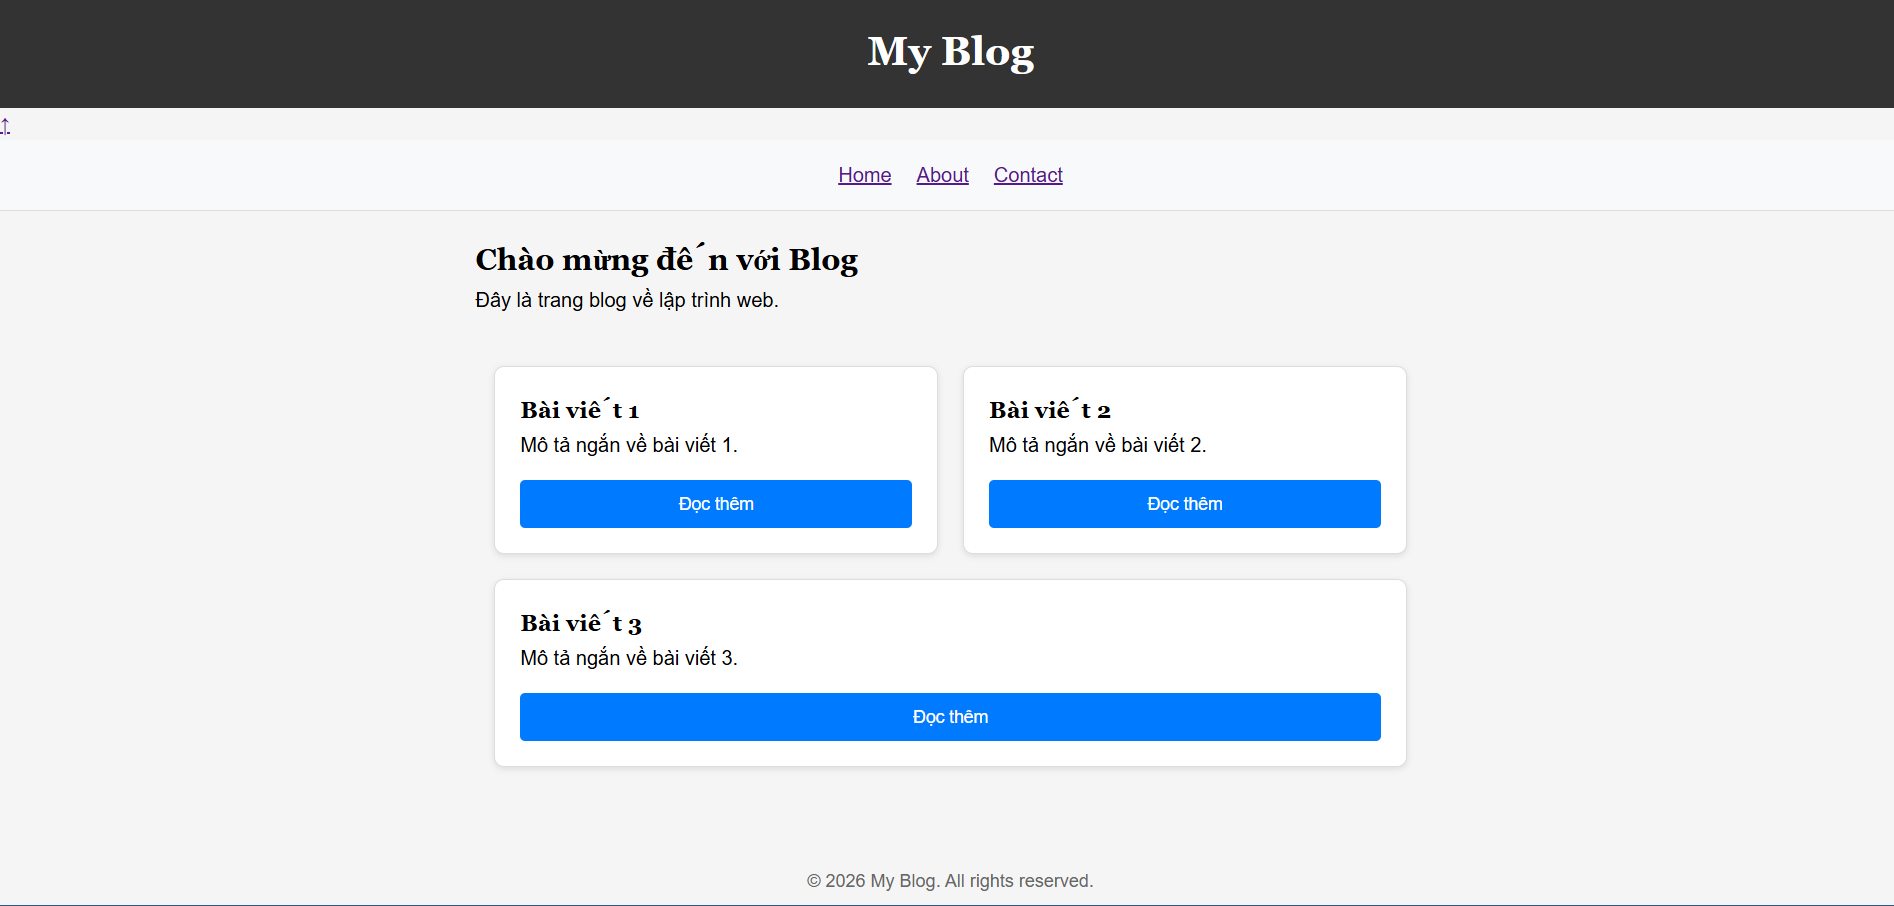 My Blog
↑
Home About Contact
Chào mừng đến với Blog
Đây là trang blog về lập trình web.
Bài viết 1
Mô tả ngắn về bài viết 1.
Đọc thêm
Bài viết 2
Mô tả ngắn về bài viết 2.
Đọc thêm
Bài viết 3
Mô tả ngắn về bài viết 3.
Đọc thêm
© 2026 My Blog. All rights reserved.